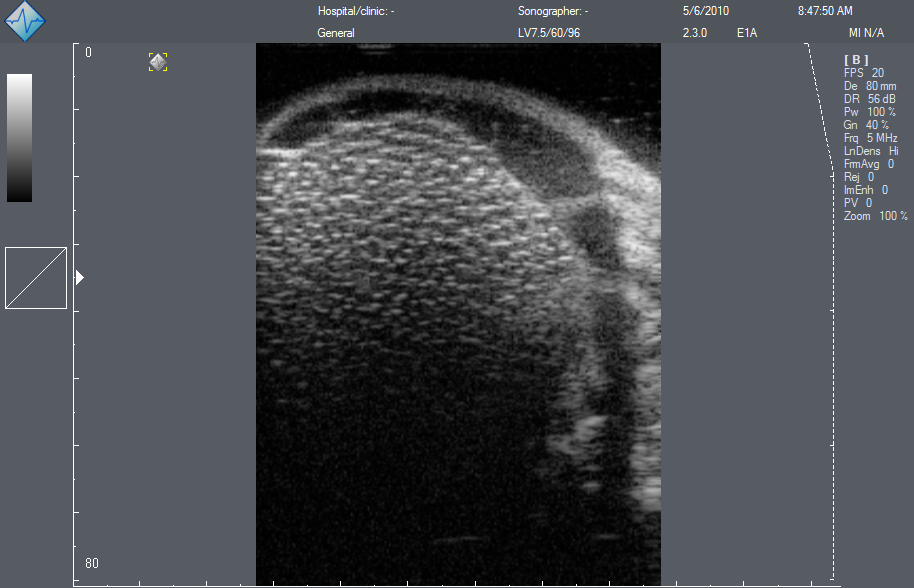 Hospital/clinic: - Sonographer: - 5/6/2010 8:47:50 AM
General LV7.5/60/96 2.3.0 E1A MI N/A
0
[ B ]
FPS 20
De 80 mm
DR 56 dB
Pw 100 %
Gn 40 %
Frq 5 MHz
LnDens Hi
FrmAvg 0
Rej 0
ImEnh 0
PV 0
Zoom 100 %
80